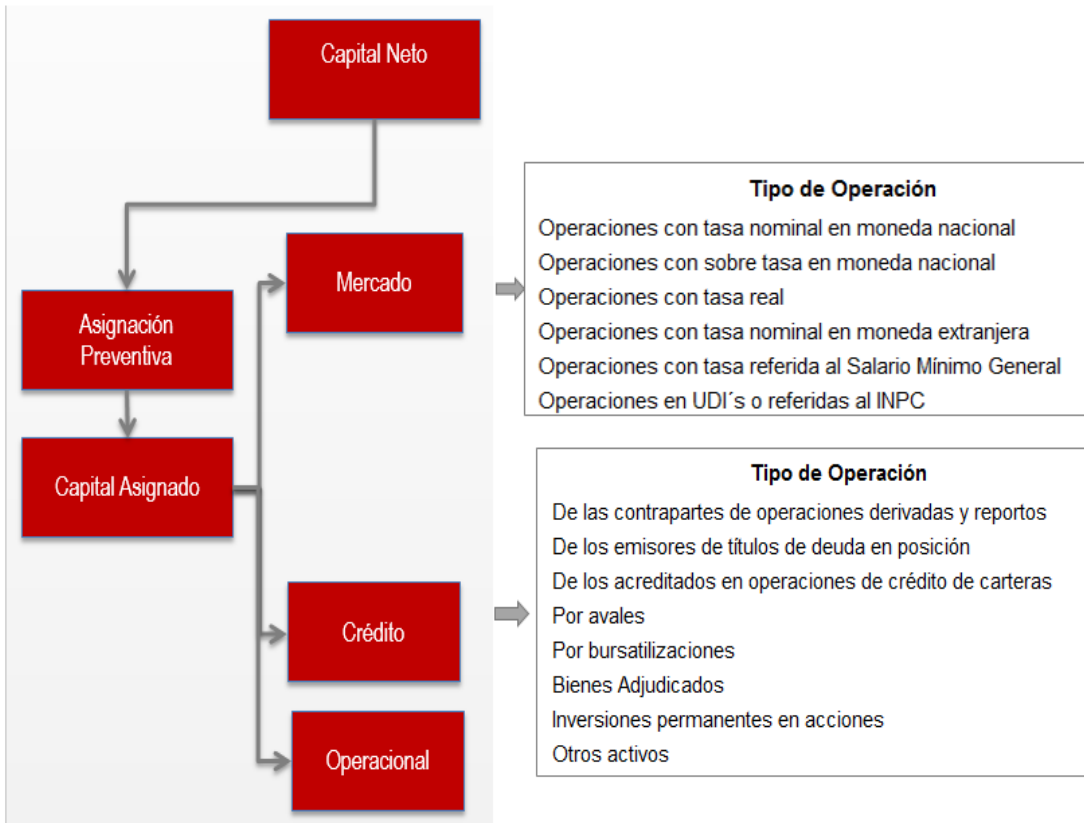 Capital Neto
Asignación
Preventiva
Capital Asignado
Mercado
Crédito
Operacional
Tipo de Operación
Operaciones con tasa nominal en moneda nacional
Operaciones con sobre tasa en moneda nacional
Operaciones con tasa real
Operaciones con tasa nominal en moneda extranjera
Operaciones con tasa referida al Salario Mínimo General
Operaciones en UDI´s o referidas al INPC
Tipo de Operación
De las contrapartes de operaciones derivadas y reportos
De los emisores de títulos de deuda en posición
De los acreditados en operaciones de crédito de carteras
Por avales
Por bursatilizaciones
Bienes Adjudicados
Inversiones permanentes en acciones
Otros activos